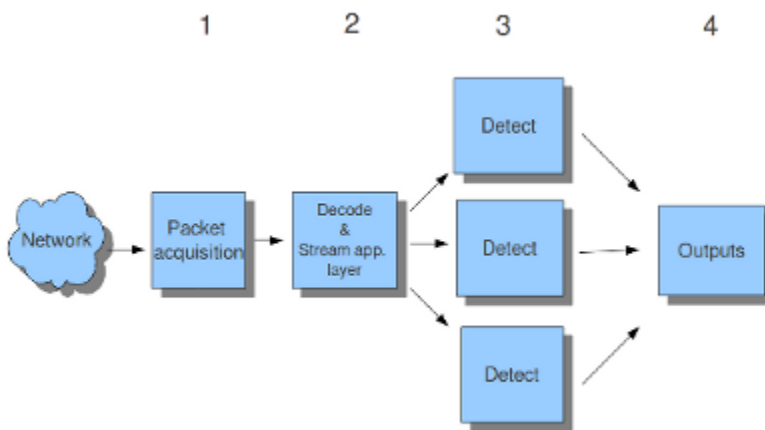 1
2
3
4
Network
Packet
acquisition
Decode
&
Stream app.
layer
Detect
Detect
Detect
Outputs